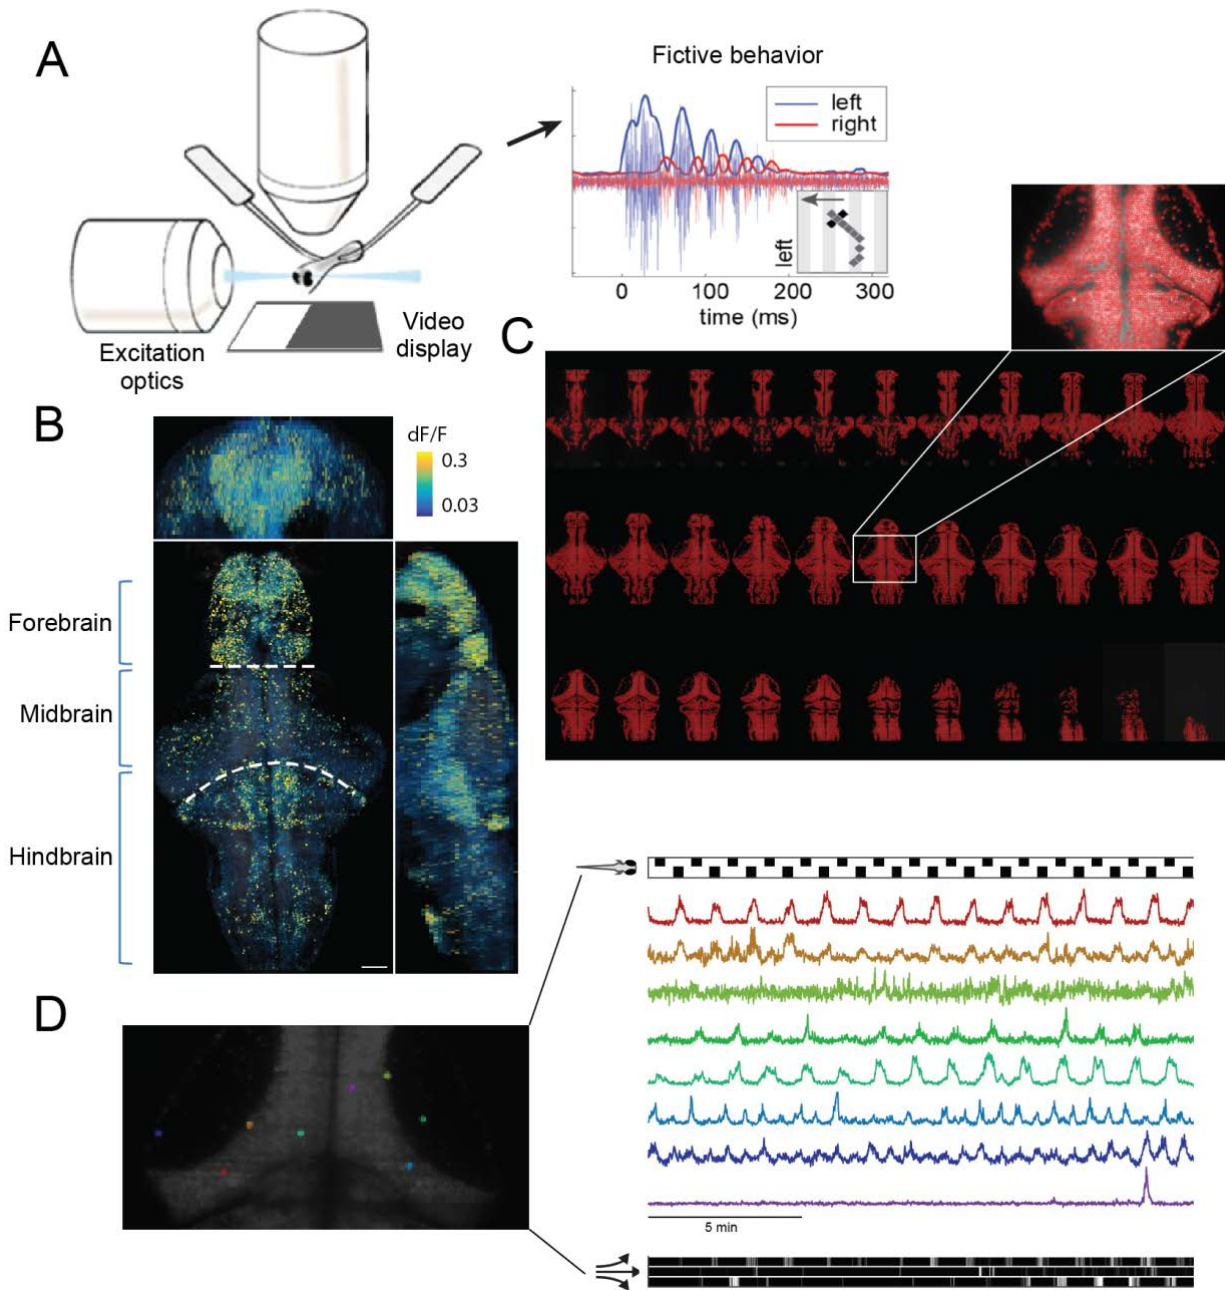 A
Fictive behavior
left
right
left
0 100 200 300
time (ms)
Excitation
optics
Video
display
C
B
dF/F
0.3
0.03
Forebrain
Midbrain
Hindbrain
D
5 min